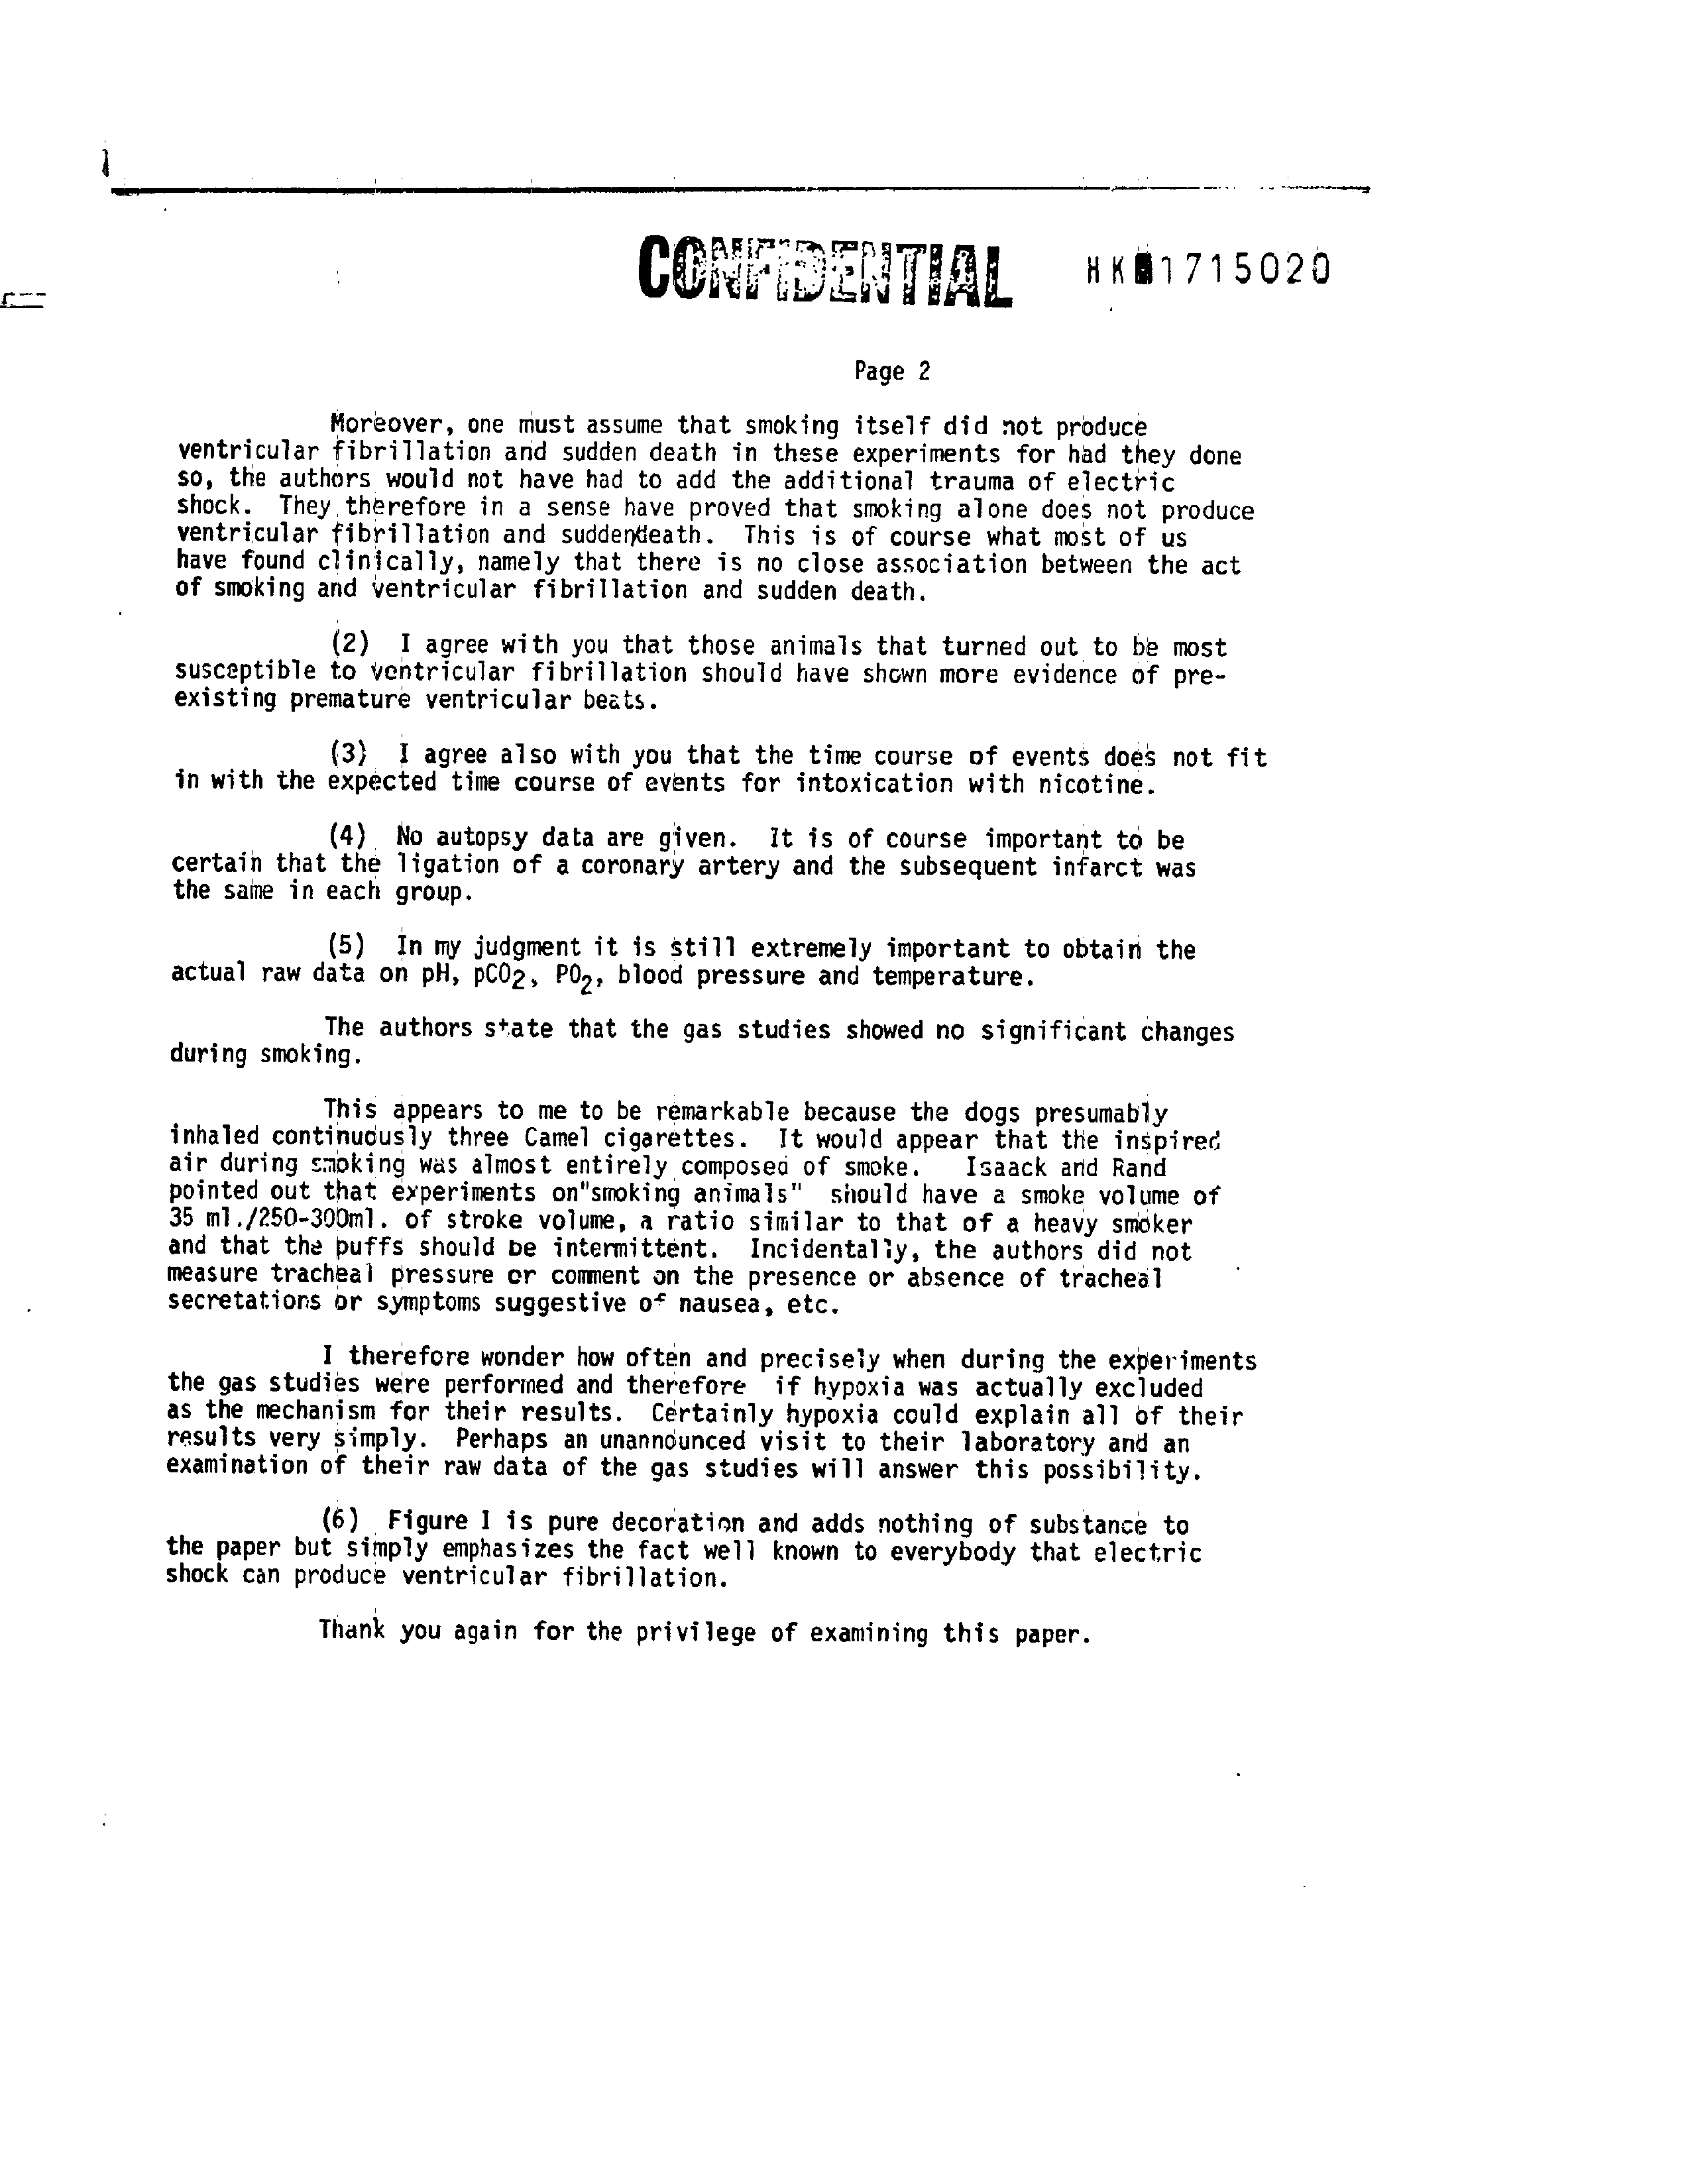 CONFIDENTIAL
HK 1715020
Page 2
Moreover, one must assume that smoking itself did not produce
ventricular fibrillation and sudden death in these experiments for had they done
so, the authors would not have had to add the additional trauma of electric
shock. They therefore in a sense have proved that smoking alone does not produce
ventricular fibrillation and sudden death. This is of course what most of us
have found clinically, namely that there is no close association between the act
of smoking and ventricular fibrillation and sudden death.
(2) I agree with you that those animals that turned out to be most
susceptible to ventricular fibrillation should have shown more evidence of pre-
existing premature ventricular beats.
(3) I agree also with you that the time course of events does not fit
in with the expected time course of events for intoxication with nicotine.
(4) No autopsy data are given. It is of course important to be
certain that the ligation of a coronary artery and the subsequent infarct was
the same in each group.
(5) In my judgment it is still extremely important to obtain the
actual raw data on pH, pCO2, PO2, blood pressure and temperature.
The authors state that the gas studies showed no significant changes
during smoking.
This appears to me to be remarkable because the dogs presumably
inhaled continuously three Camel cigarettes. It would appear that the inspired
air during smoking was almost entirely composed of smoke. Isaack and Rand
pointed out that experiments on"smoking animals" should have a smoke volume of
35 ml./250-300ml. of stroke volume, a ratio similar to that of a heavy smoker
and that the puffs should be intermittent. Incidentally, the authors did not
measure tracheal pressure or comment on the presence or absence of tracheal
secretations or symptoms suggestive of nausea, etc.
I therefore wonder how often and precisely when during the experiments
the gas studies were performed and therefore if hypoxia was actually excluded
as the mechanism for their results. Certainly hypoxia could explain all of their
results very simply. Perhaps an unannounced visit to their laboratory and an
examination of their raw data of the gas studies will answer this possibility.
(6) Figure I is pure decoration and adds nothing of substance to
the paper but simply emphasizes the fact well known to everybody that electric
shock can produce ventricular fibrillation.
Thank you again for the privilege of examining this paper.